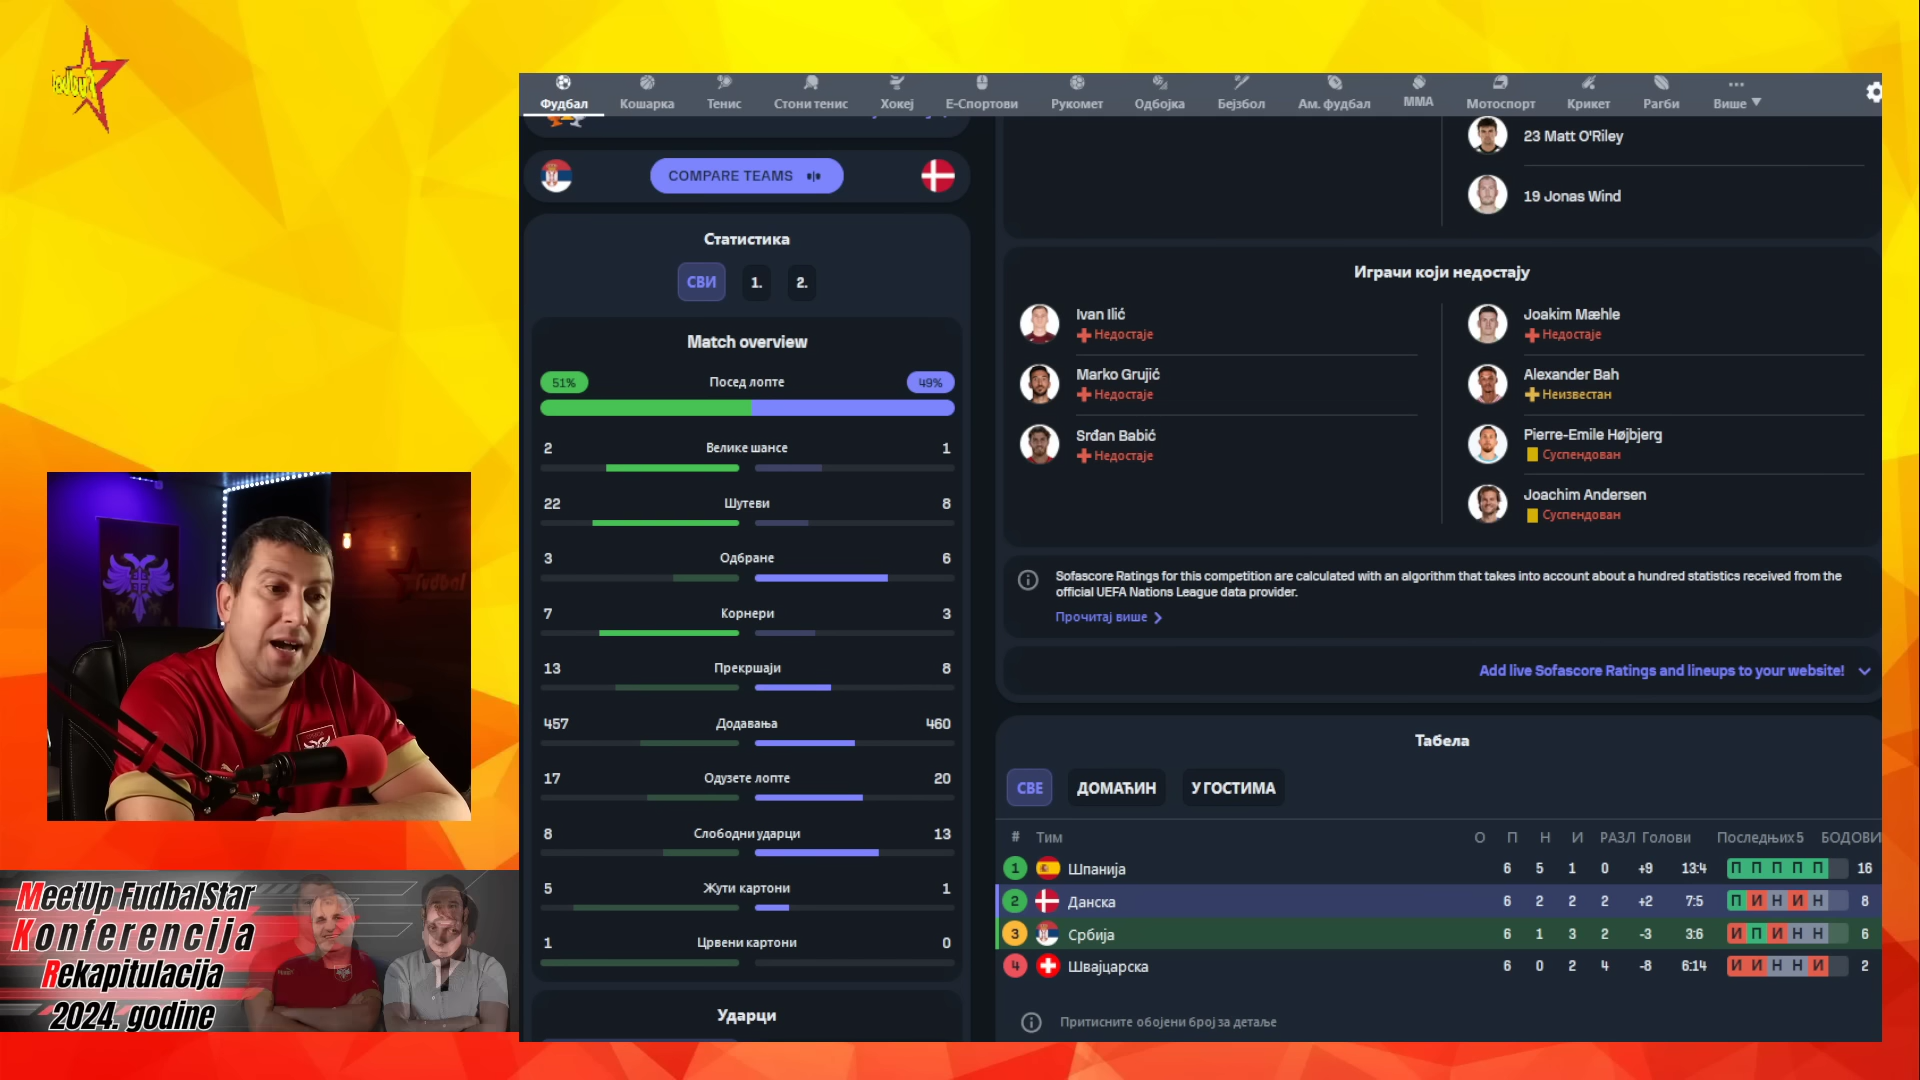 Фудбал
Кошарка
Тенис
Стони тенис
Хокеј
Е-Спортови
Рукомет
Одбојка
Бејзбол
Ам. фудбал
ММА
Мотоспорт
Крикет
Рагби
Више
COMPARE TEAMS
Статистика
СВИ 1. 2.
Match overview
51% Посед лопте 49%
2 Велике шансе 1
22 Шутеви 8
3 Одбране 6
7 Корнери 3
13 Прекршаји 8
457 Додавања 460
17 Одузете лопте 20
8 Слободни ударци 13
5 Жути картони 1
1 Црвени картони 0
Ударци
23 Matt O'Riley
19 Jonas Wind
Играчи који недостају
Ivan Ilić
Недостаје
Marko Grujić
Недостаје
Srđan Babić
Недостаје
Joakim Mæhle
Недостаје
Alexander Bah
Неизвестан
Pierre-Emile Højbjerg
Суспендован
Joachim Andersen
Суспендован
Sofascore Ratings for this competition are calculated with an algorithm that takes into account about a hundred statistics received from the
official UEFA Nations League data provider.
Прочитај више
Add live Sofascore Ratings and lineups to your website!
Табела
СВЕ ДОМАЋИН У ГОСТИМА
# Тим О П Н И РАЗЛ Голови Последњих 5 БОДОВИ
1 Шпанија 6 5 1 0 +9 13:4 П П П П П 16
2 Данска 6 2 2 2 +2 7:5 П И Н И Н 8
3 Србија 6 1 3 2 -3 3:6 И П И Н Н 6
4 Швајцарска 6 0 2 4 -8 6:14 И И Н Н И 2
Притисните обојени број за детаље
MeetUp FudbalStar
Konferencija
Rekapitulacija
2024. godine